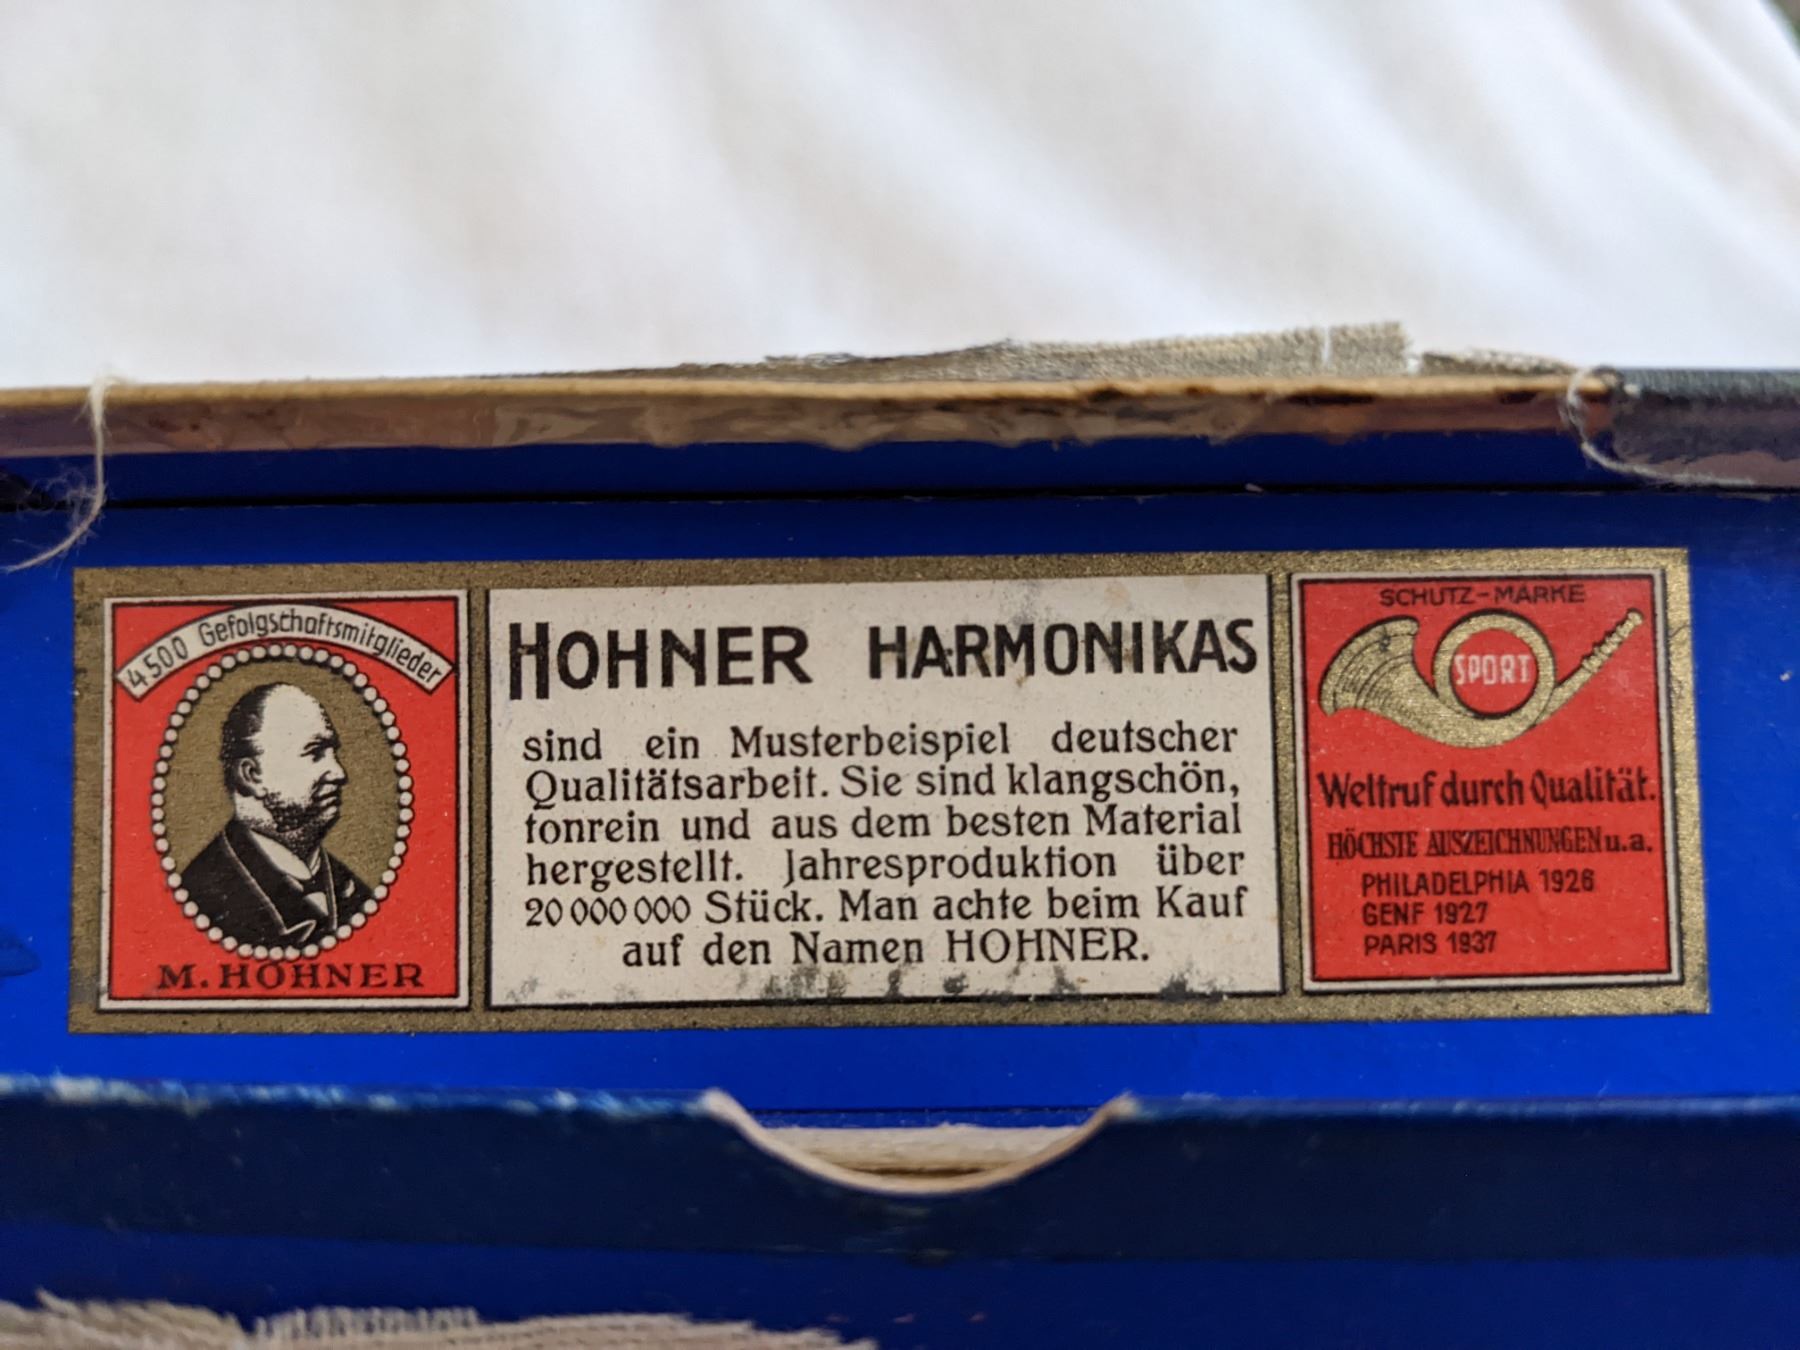 4500 Gefolgschaftsmitglieder
M. HOHNER
HOHNER HARMONIKAS
sind ein Musterbeispiel deutscher
Qualitätsarbeit. Sie sind klangschön,
tonrein und aus dem besten Material
hergestellt. Jahresproduktion über
20 000 000 Stück. Man achte beim Kauf
auf den Namen HOHNER.
SCHUTZ-MARKE
SPORT
Weltruf durch Qualität.
HÖCHSTE AUSZEICHNUNGEN u.a.
PHILADELPHIA 1926
GENF 1927
PARIS 1937